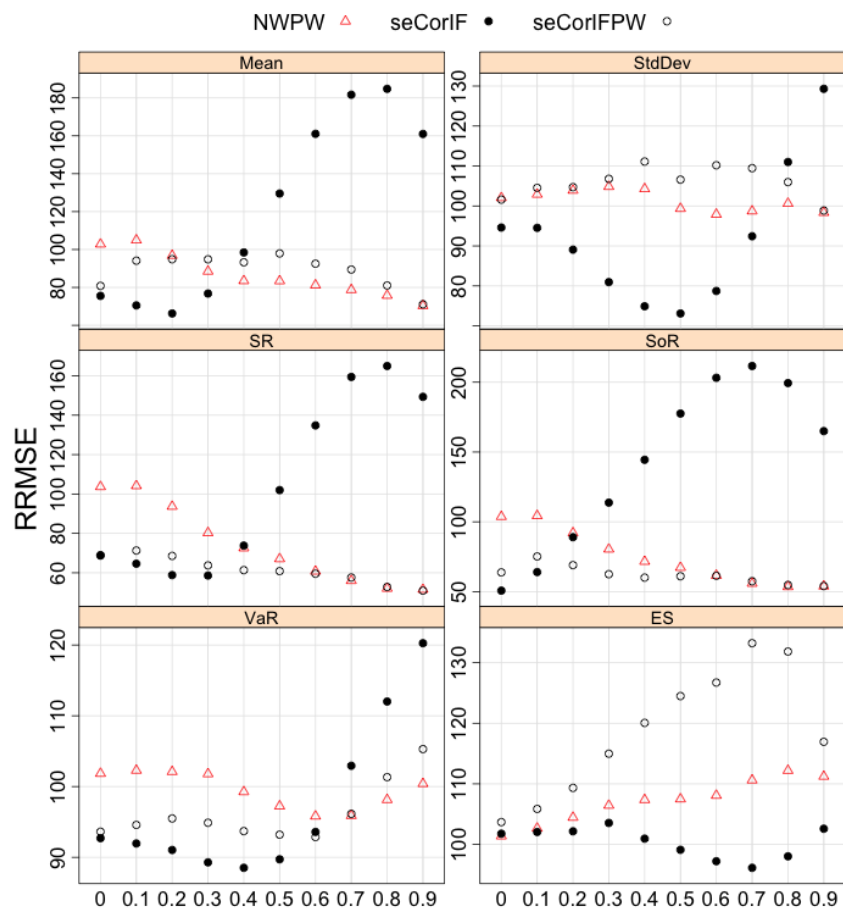 NWPW seCorIF seCorIFPW
Mean StdDev
80 100 120 140 160 180
80 90 100 110 120 130
SR SoR
60 80 100 120 140 160
50 100 150 200
VaR ES
90 100 110 120
100 110 120 130
RRMSE
0 0.1 0.2 0.3 0.4 0.5 0.6 0.7 0.8 0.9 0 0.1 0.2 0.3 0.4 0.5 0.6 0.7 0.8 0.9